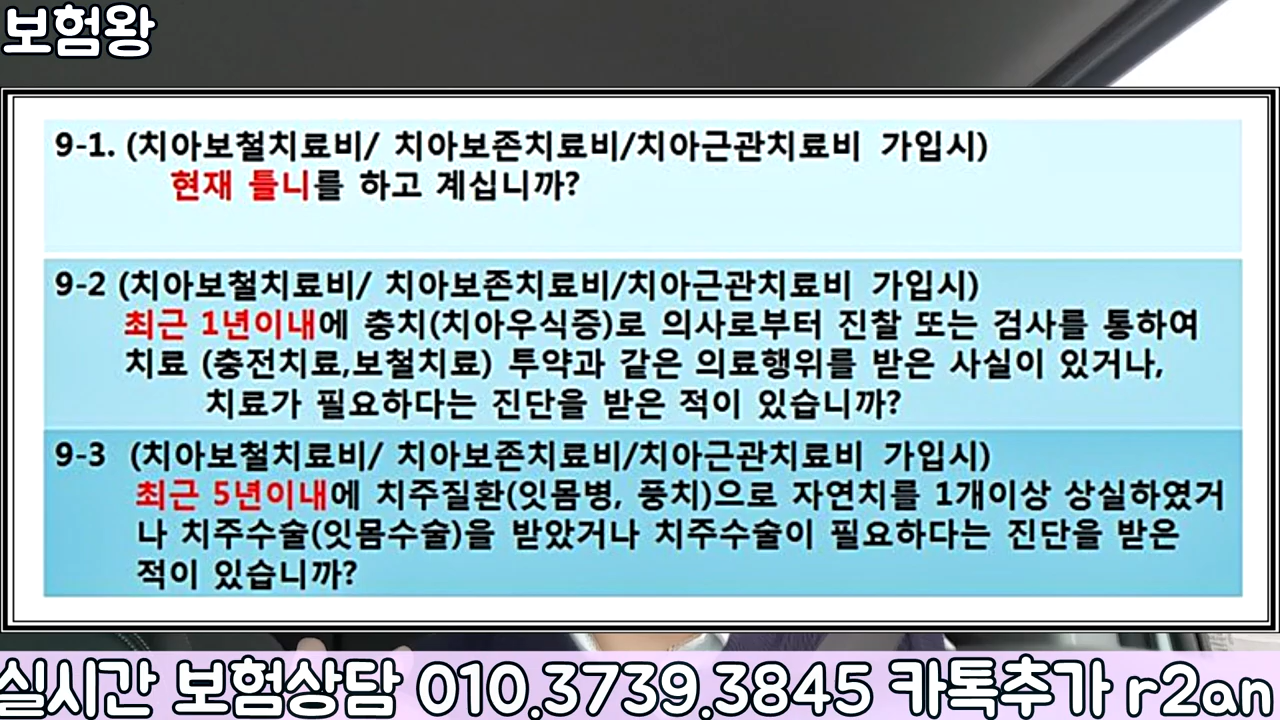 보험왕
9-1. (치아보철치료비/ 치아보존치료비/치아근관치료비 가입시)
현재 틀니를 하고 계십니까?
9-2 (치아보철치료비/ 치아보존치료비/치아근관치료비 가입시)
최근 1년이내에 충치(치아우식증)로 의사로부터 진찰 또는 검사를 통하여
치료 (충전치료,보철치료) 투약과 같은 의료행위를 받은 사실이 있거나,
치료가 필요하다는 진단을 받은 적이 있습니까?
9-3 (치아보철치료비/ 치아보존치료비/치아근관치료비 가입시)
최근 5년이내에 치주질환(잇몸병, 풍치)으로 자연치를 1개이상 상실하였거
나 치주수술(잇몸수술)을 받았거나 치주수술이 필요하다는 진단을 받은
적이 있습니까?
실시간 보험상담 010.3739.3845 카톡추가 r2an